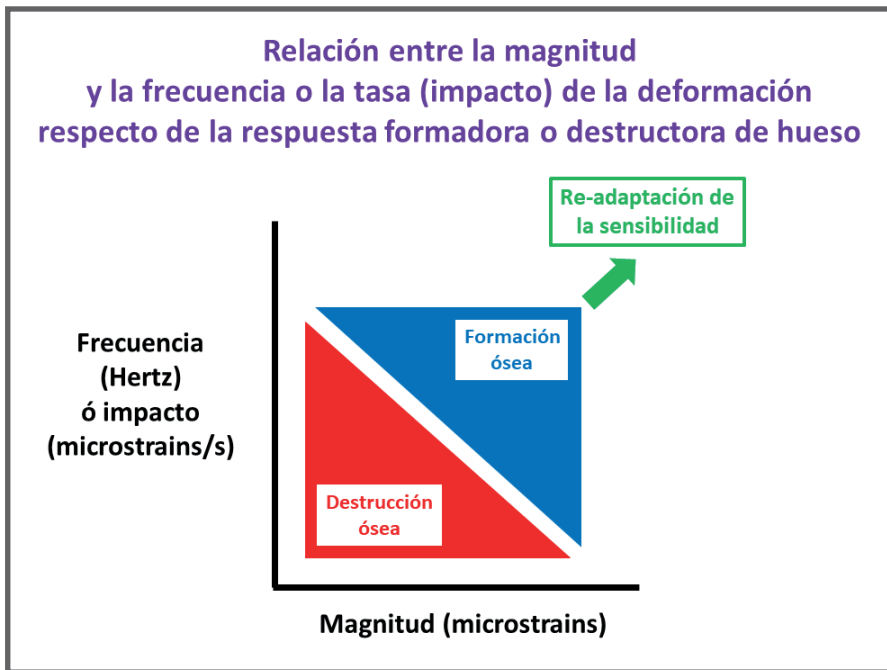 Relación entre la magnitud
y la frecuencia o la tasa (impacto) de la deformación
respecto de la respuesta formadora o destructora de hueso
Re-adaptación de
la sensibilidad
Frecuencia
(Hertz)
ó impacto
(microstrains/s)
Formación
ósea
Destrucción
ósea
Magnitud (microstrains)